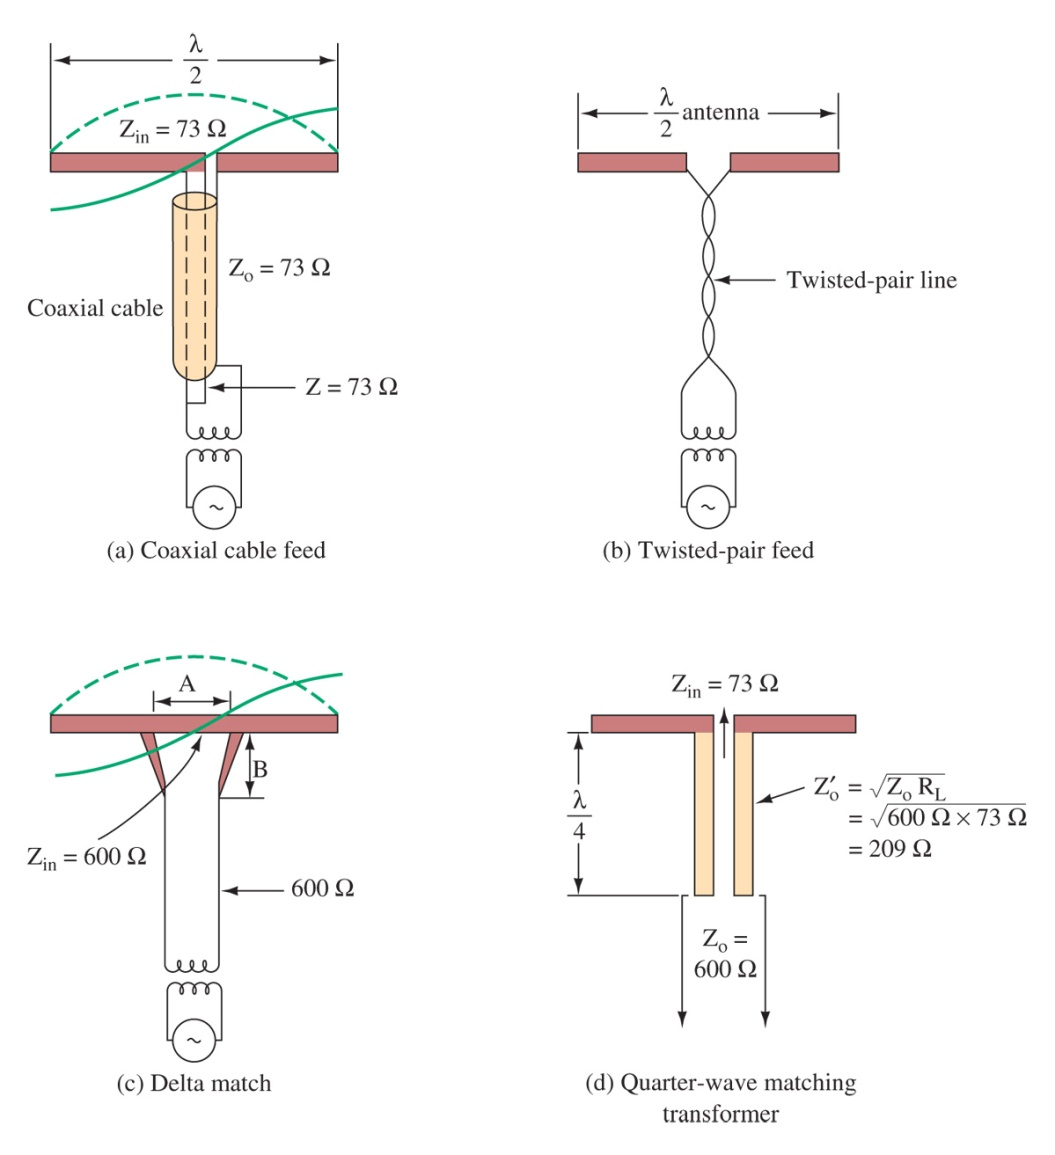 λ
2
Z_in = 73 Ω
Z_o = 73 Ω
Coaxial cable
Z = 73 Ω
(a) Coaxial cable feed
λ
2
antenna
Twisted-pair line
(b) Twisted-pair feed
A
B
Z_in = 600 Ω
600 Ω
(c) Delta match
Z_in = 73 Ω
λ
4
Z′_o = √Z_o R_L
= √600 Ω × 73 Ω
= 209 Ω
Z_o =
600 Ω
(d) Quarter-wave matching
transformer